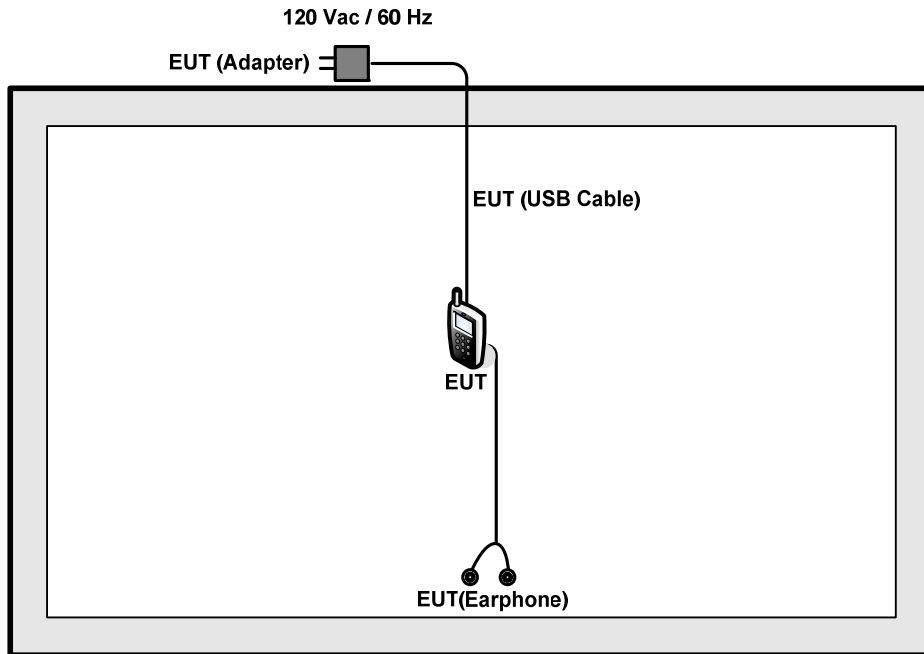 120 Vac / 60 Hz
EUT (Adapter)
EUT (USB Cable)
EUT
EUT(Earphone)